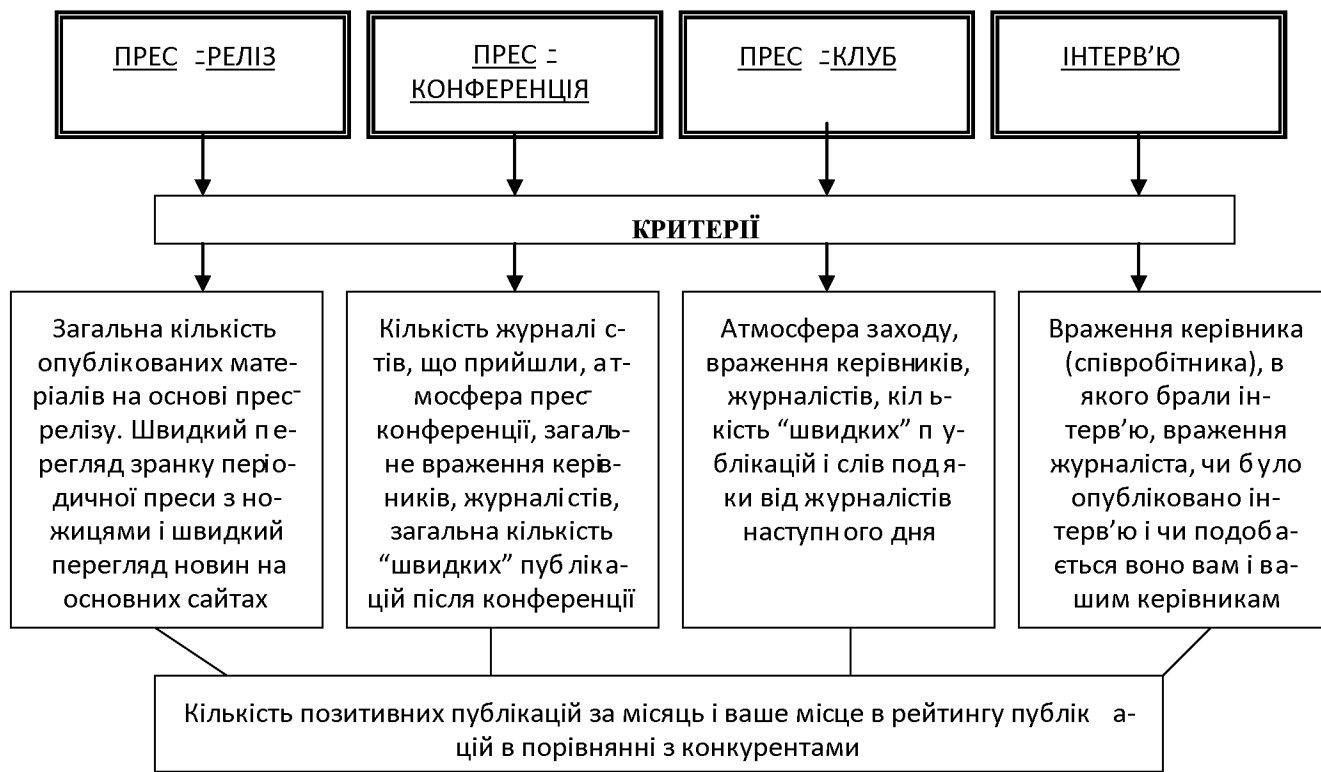 ПРЕС -РЕЛІЗ
ПРЕС -
КОНФЕРЕНЦІЯ
ПРЕС -КЛУБ
ІНТЕРВ’Ю
КРИТЕРІЇ
Загальна кількість
опублікованих мате-
ріалів на основі прес-
релізу. Швидкий пе-
регляд зранку періо-
дичної преси з но-
жицями і швидкий
перегляд новин на
основних сайтах
Кількість журналіс-
тів, що прийшли, ат-
мосфера прес-
конференції, загаль-
не враження керів-
ників, журналістів,
загальна кількість
“швидких” публіка-
цій після конференції
Атмосфера заходу,
враження керівників,
журналістів, кіль-
кість “швидких” пу-
блікацій і слів подя-
ки від журналістів
наступного дня
Враження керівника
(співробітника), в
якого брали ін-
терв’ю, враження
журналіста, чи було
опубліковано ін-
терв’ю і чи подоба-
ється воно вам і ва-
шим керівникам
Кількість позитивних публікацій за місяць і ваше місце в рейтингу публіка-
цій в порівнянні з конкурентами